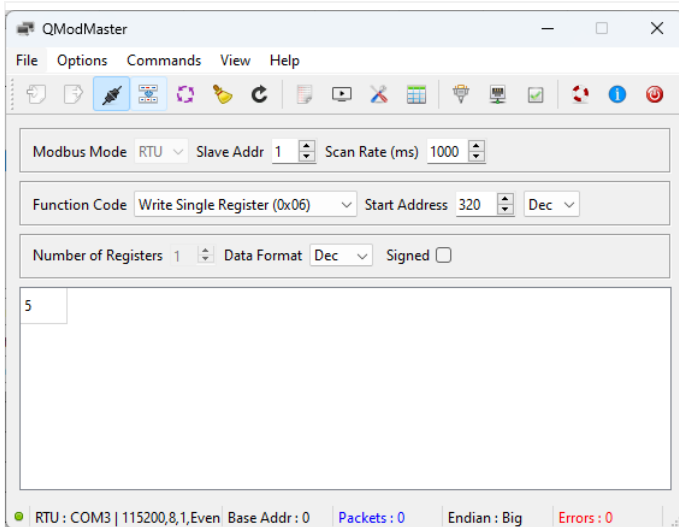 QModMaster
File Options Commands View Help
Modbus Mode RTU Slave Addr 1 Scan Rate (ms) 1000
Function Code Write Single Register (0x06) Start Address 320 Dec
Number of Registers 1 Data Format Dec Signed
5
RTU : COM3 | 115200,8,1,Even Base Addr : 0 Packets : 0 Endian : Big Errors : 0